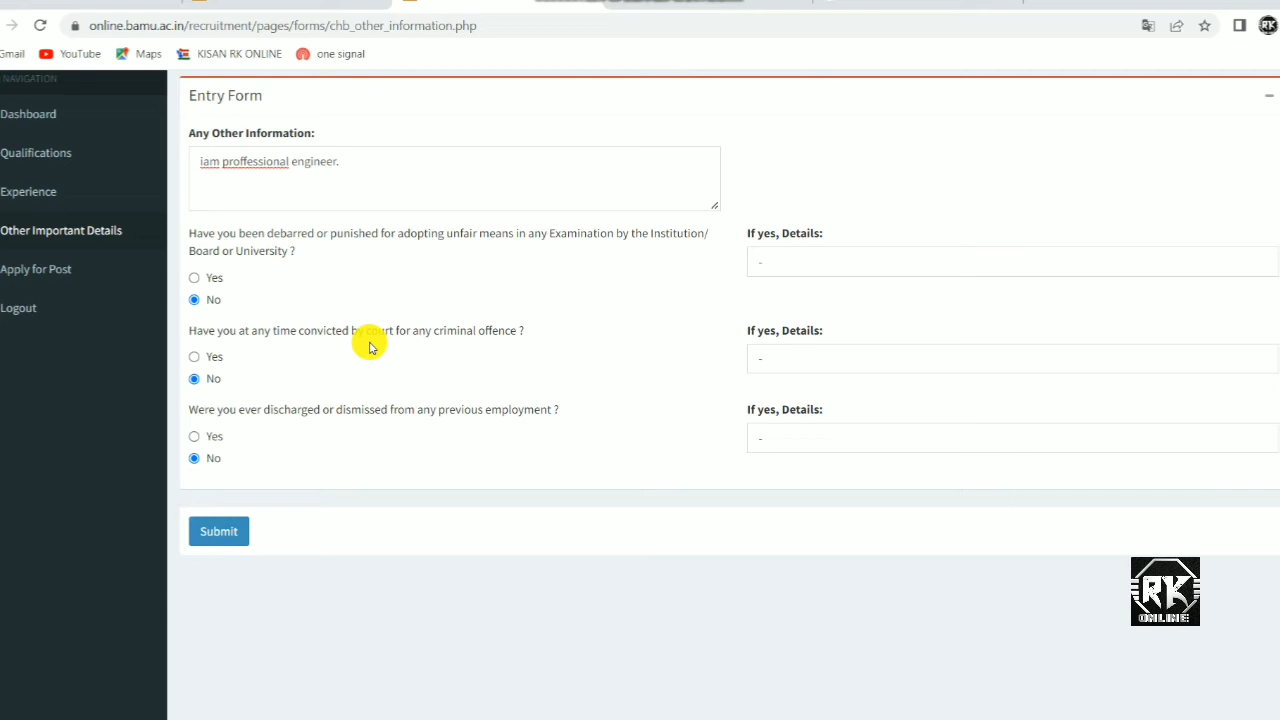 online.bamu.ac.in/recruitment/pages/forms/chb_other_information.php
Gmail YouTube Maps KISAN RK ONLINE one signal RK
NAVIGATION
Dashboard
Qualifications
Experience
Other Important Details
Apply for Post
Logout
Entry Form
Any Other Information:
iam proffessional engineer.
Have you been debarred or punished for adopting unfair means in any Examination by the Institution/
Board or University ?
If yes, Details:
-
Yes
No
Have you at any time convicted by court for any criminal offence ?
If yes, Details:
-
Yes
No
Were you ever discharged or dismissed from any previous employment ?
If yes, Details:
-
Yes
No
Submit
RK
ONLINE